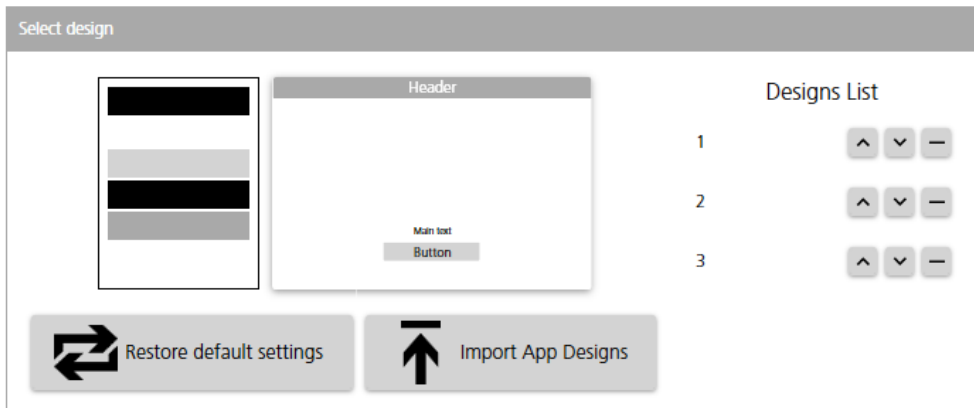 Select design
Header
Main text
Button
Designs List
1
2
3
Restore default settings
Import App Designs